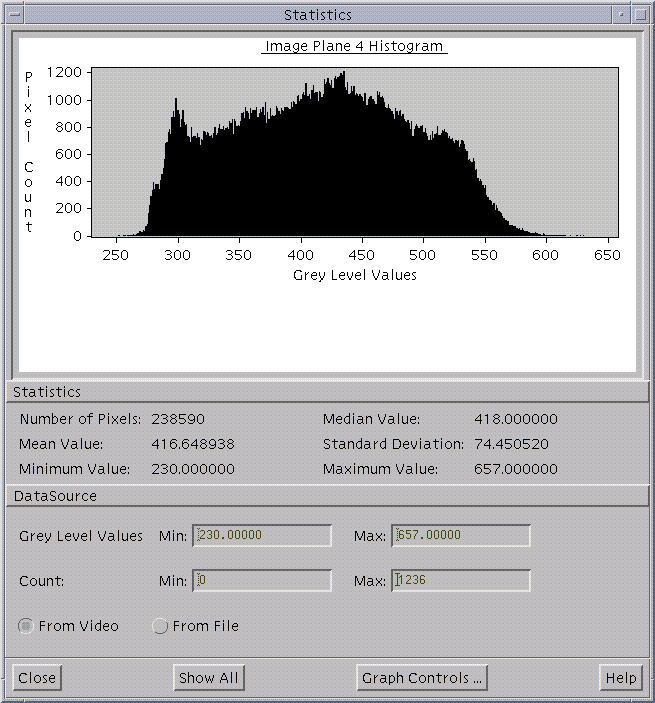 Statistics
Image Plane 4 Histogram
Pixel Count
1200
1000
800
600
400
200
0
250 300 350 400 450 500 550 600 650
Grey Level Values
Statistics
Number of Pixels: 238590 Median Value: 418.000000
Mean Value: 416.648938 Standard Deviation: 74.450520
Minimum Value: 230.000000 Maximum Value: 657.000000
DataSource
Grey Level Values Min: 230.00000 Max: 657.00000
Count: Min: 0 Max: 1236
From Video From File
Close Show All Graph Controls ... Help